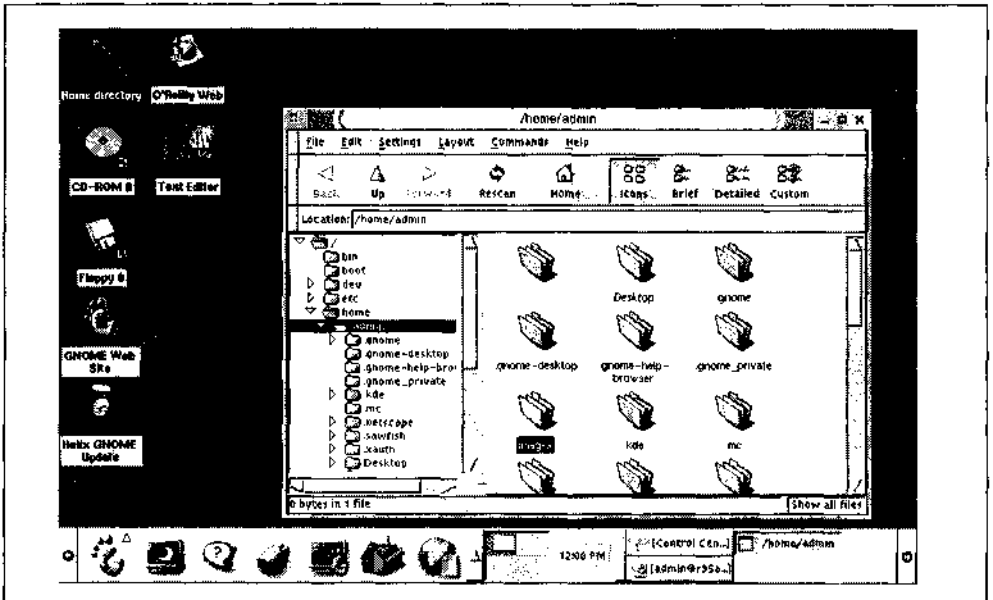 Home directory
O'Reilly Web
CD-ROM 0
Text Editor
Floppy 0
GNOME Web
Site
Helix GNOME
Update
/home/admin
File Edit Settings Layout Commands Help
Back Up Forward Rescan Home Icons Brief Detailed Custom
Location: /home/admin
/
bin
boot
dev
etc
home
.gnome
.gnome-desktop
.gnome-help-bro
.gnome_private
.kde
.mc
.netscape
.sawfish
.xauth
Desktop
Desktop
.gnome
.gnome-desktop
.gnome-help-
browser
.gnome_private
.kde
.mc
0 bytes in 1 file
Show all files
12:00 PM
[Control Cen...]
/home/admin